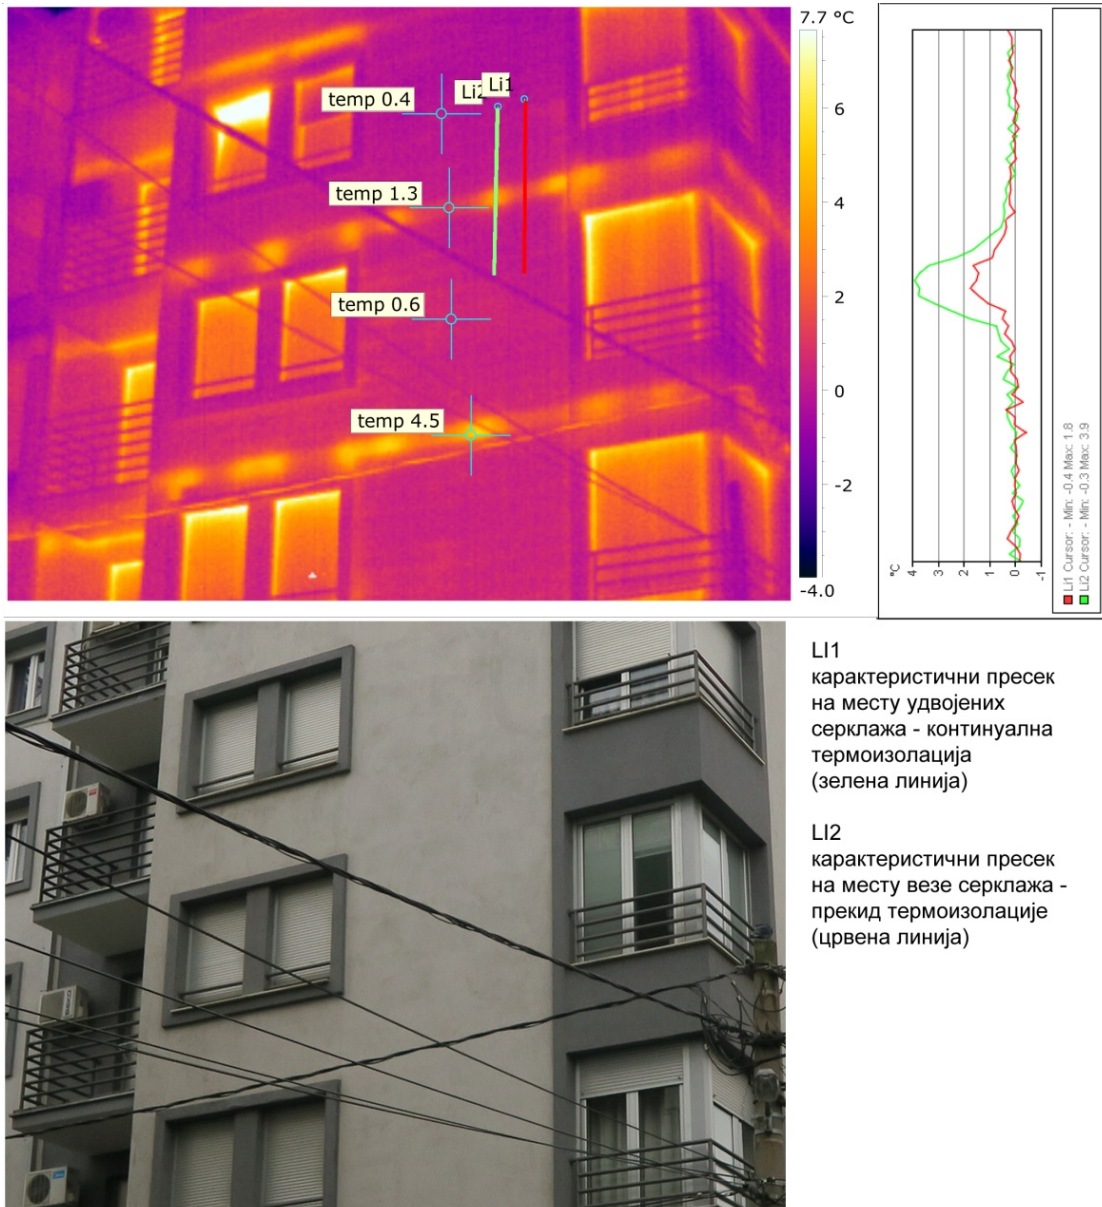 7.7 °C
temp 0.4
Li2
Li1
6
temp 1.3
4
temp 0.6
2
0
temp 4.5
-2
-4.0
°C
4
3
2
1
0
-1
Li1 Cursor: - Min: -0.4 Max: 1.8
Li2 Cursor: - Min: -0.3 Max: 3.9
LI1
карактеристични пресек
на месту удвојених
серклажа - континуална
термоизолација
(зелена линија)
LI2
карактеристични пресек
на месту везе серклажа -
прекид термоизолације
(црвена линија)